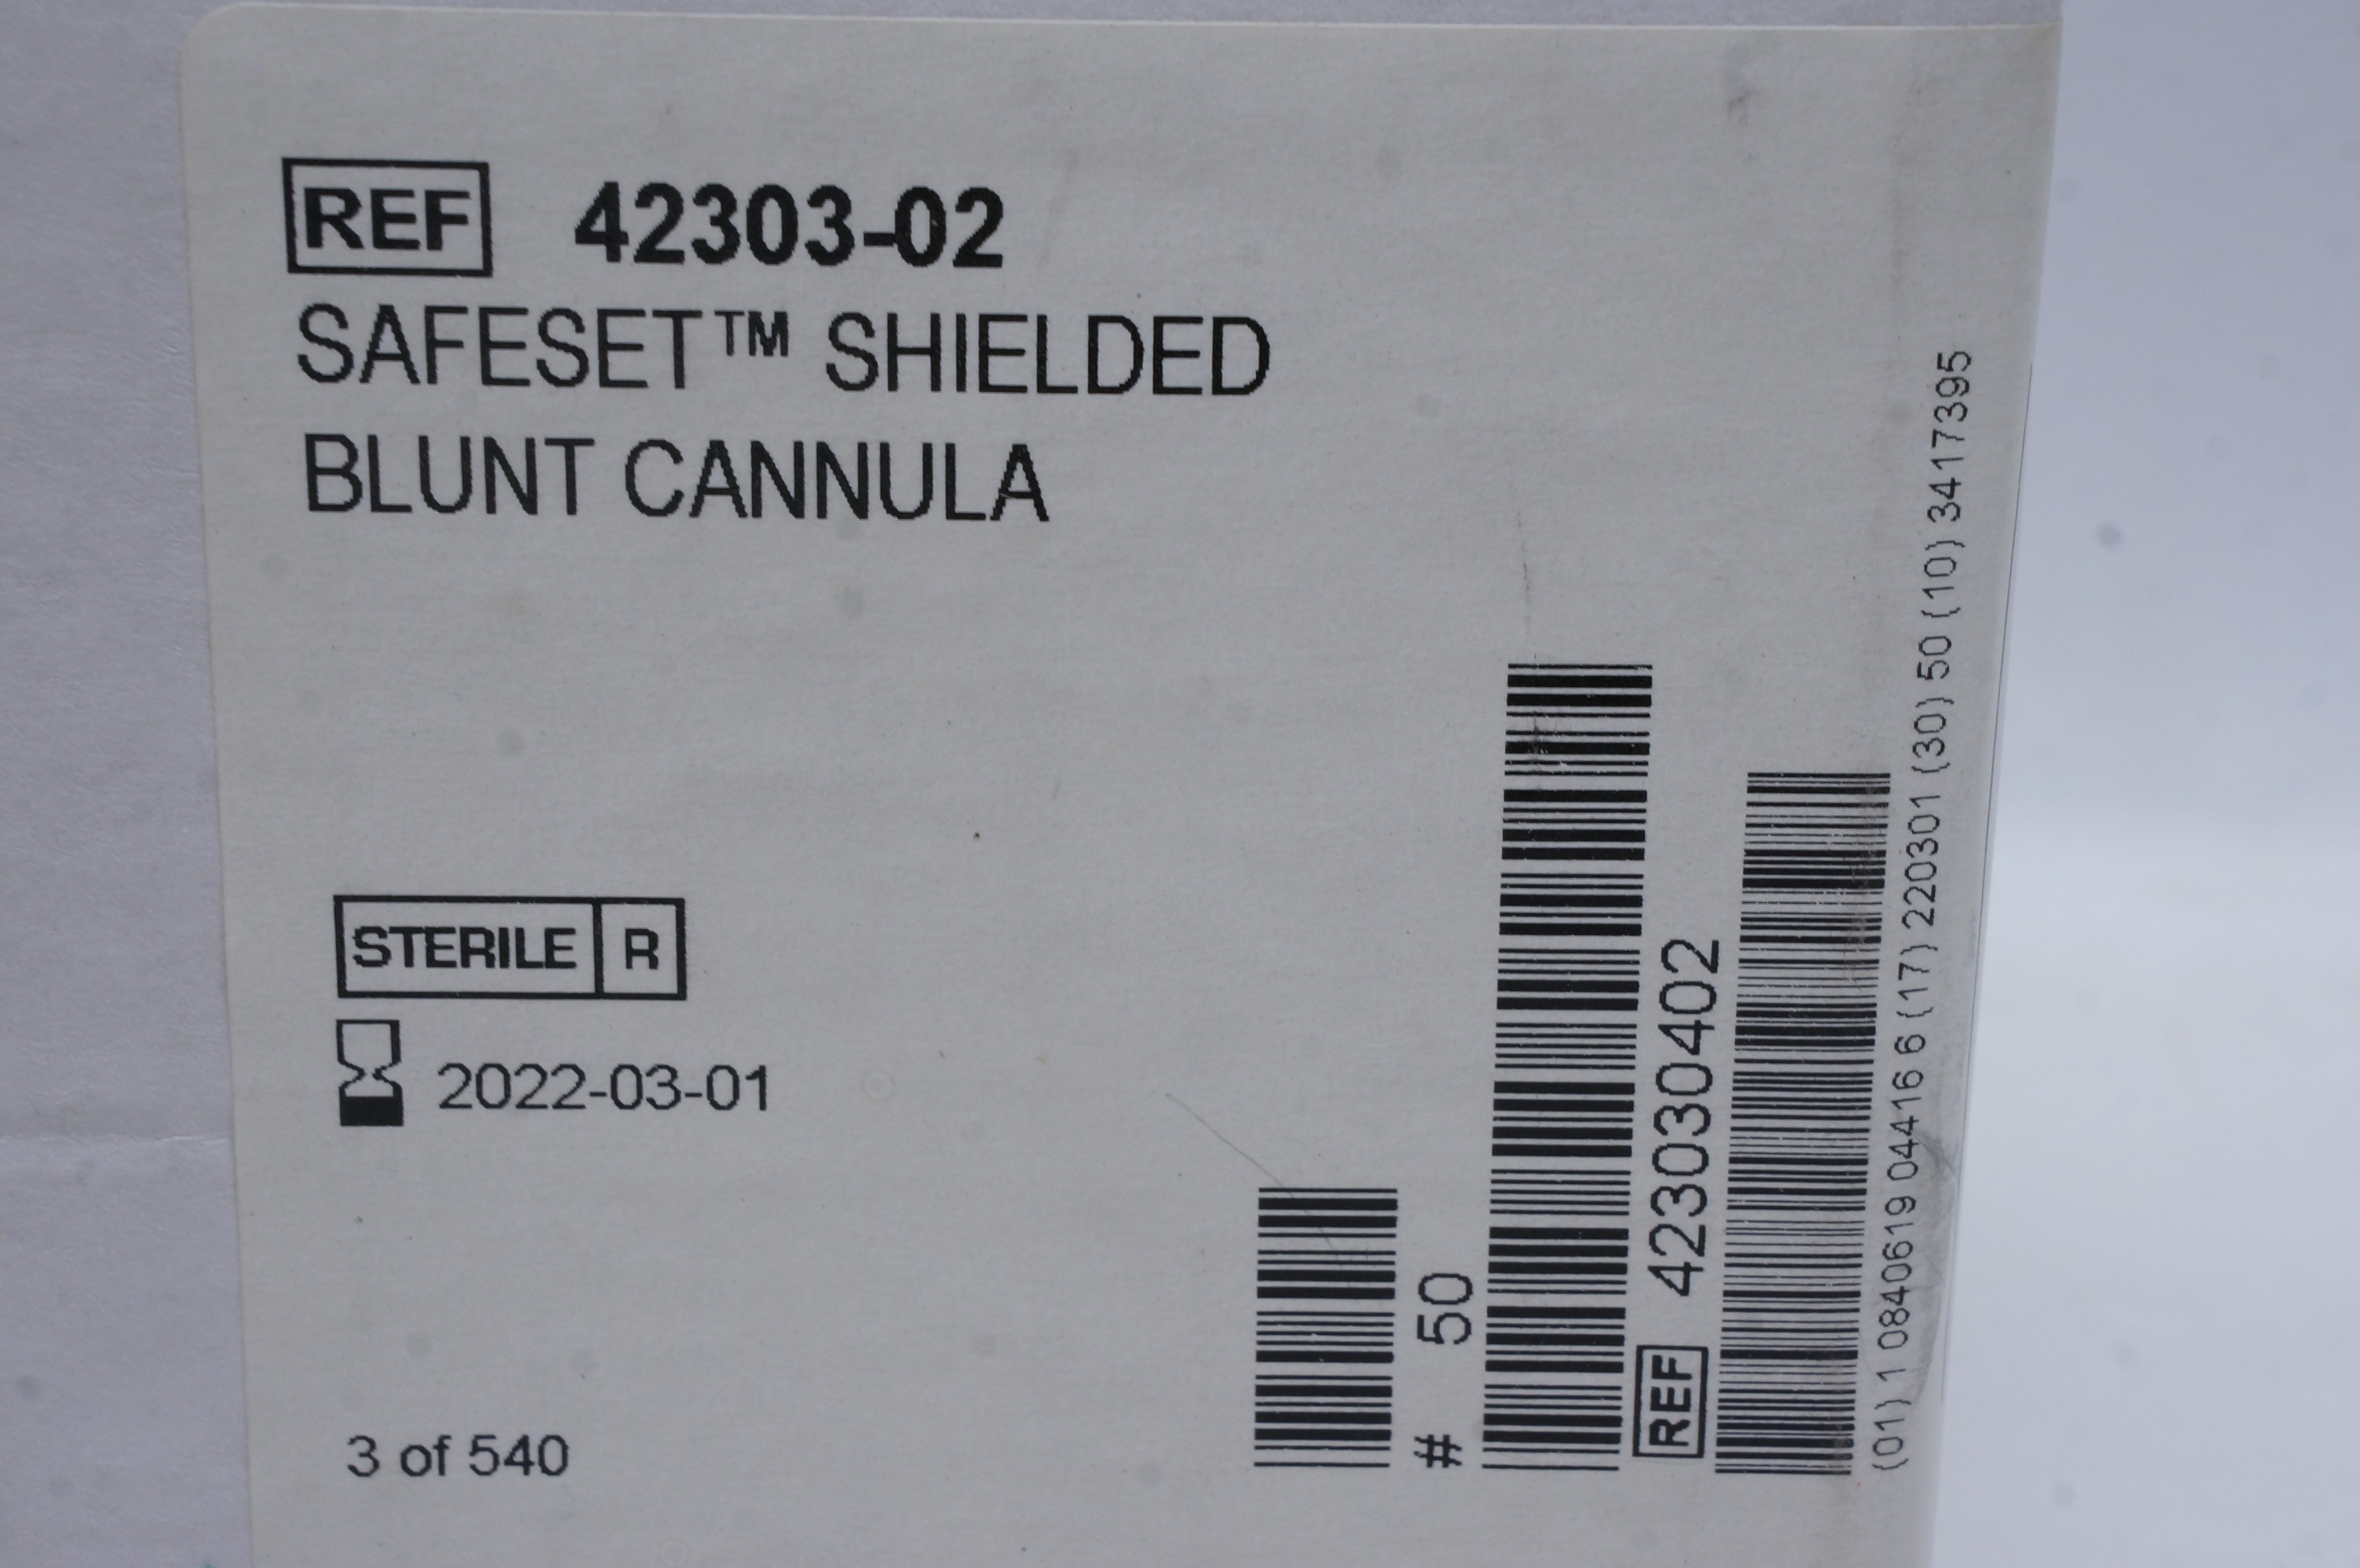 REF 42303-02
SAFESET™ SHIELDED
BLUNT CANNULA
STERILE R
2022-03-01
3 of 540
# 50
REF 423030402
(01) 1 0840619 04416 6 (17) 220301 (30) 50 (10) 3417395